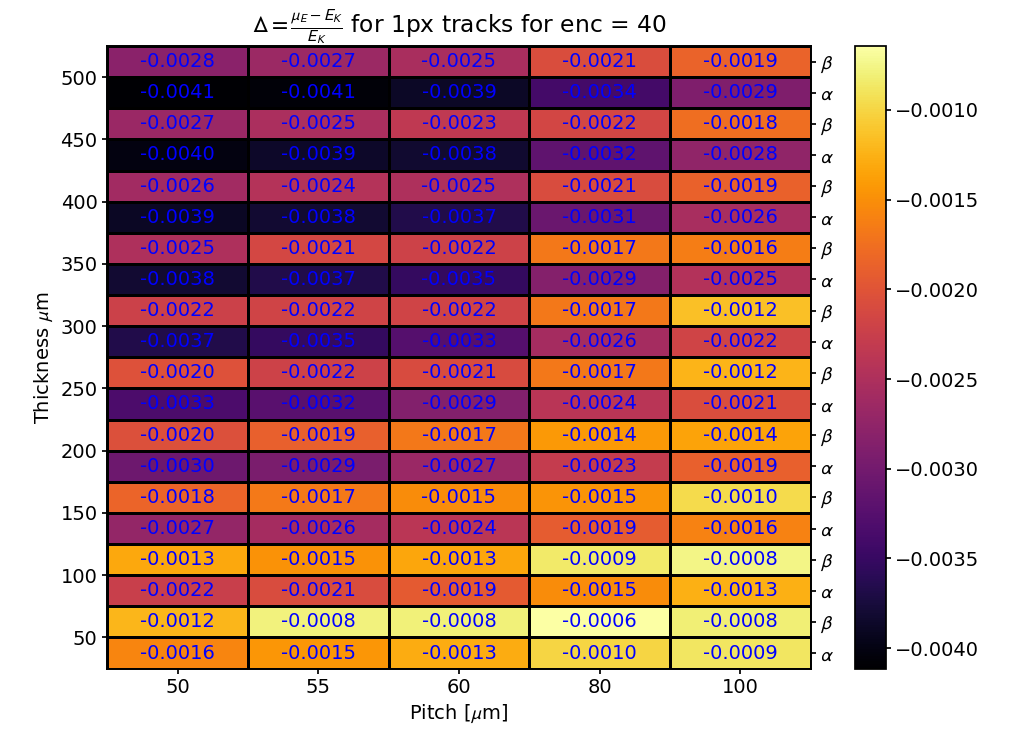 Δ = (μ_E − E_K)/E_K for 1px tracks for enc = 40
-0.0028 -0.0027 -0.0025 -0.0021 -0.0019 β
500
-0.0041 -0.0041 -0.0039 -0.0034 -0.0029 α
-0.0027 -0.0025 -0.0023 -0.0022 -0.0018 β
450
-0.0040 -0.0039 -0.0038 -0.0032 -0.0028 α
-0.0026 -0.0024 -0.0025 -0.0021 -0.0019 β
400
-0.0039 -0.0038 -0.0037 -0.0031 -0.0026 α
-0.0025 -0.0021 -0.0022 -0.0017 -0.0016 β
350
-0.0038 -0.0037 -0.0035 -0.0029 -0.0025 α
-0.0022 -0.0022 -0.0022 -0.0017 -0.0012 β
300
-0.0037 -0.0035 -0.0033 -0.0026 -0.0022 α
-0.0020 -0.0022 -0.0021 -0.0017 -0.0012 β
250
-0.0033 -0.0032 -0.0029 -0.0024 -0.0021 α
-0.0020 -0.0019 -0.0017 -0.0014 -0.0014 β
200
-0.0030 -0.0029 -0.0027 -0.0023 -0.0019 α
-0.0018 -0.0017 -0.0015 -0.0015 -0.0010 β
150
-0.0027 -0.0026 -0.0024 -0.0019 -0.0016 α
-0.0013 -0.0015 -0.0013 -0.0009 -0.0008 β
100
-0.0022 -0.0021 -0.0019 -0.0015 -0.0013 α
-0.0012 -0.0008 -0.0008 -0.0006 -0.0008 β
50
-0.0016 -0.0015 -0.0013 -0.0010 -0.0009 α
50 55 60 80 100
Pitch [μm]
Thickness μm
−0.0010
−0.0015
−0.0020
−0.0025
−0.0030
−0.0035
−0.0040